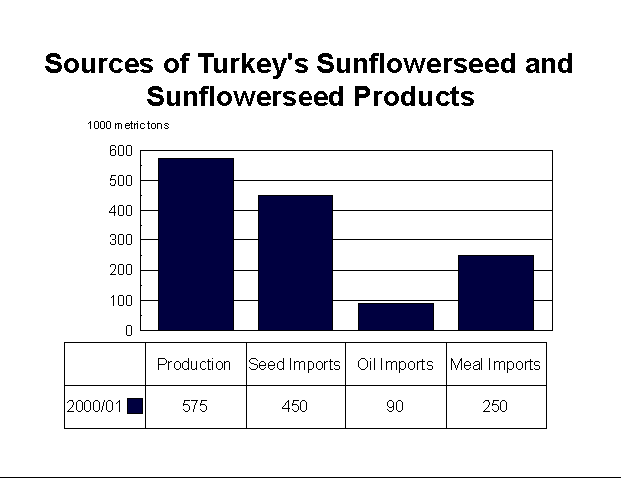 Sources of Turkey's Sunflowerseed and
Sunflowerseed Products
1000 metric tons
600
500
400
300
200
100
0
Production Seed Imports Oil Imports Meal Imports
2000/01 575 450 90 250